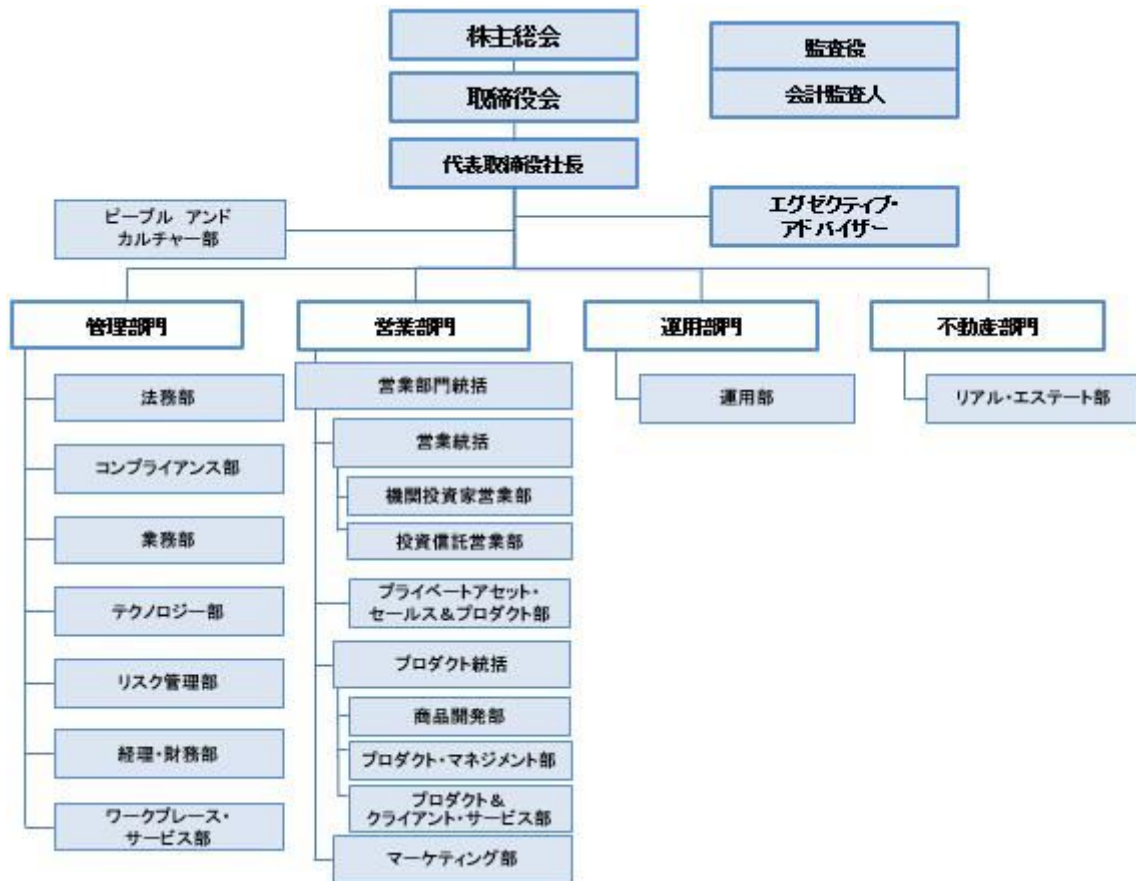 株主総会
監査役
取締役会
会計監査人
代表取締役社長
ピープル アンド
カルチャー部
エグゼクティブ・
アドバイザー
管理部門
営業部門
運用部門
不動産部門
法務部
コンプライアンス部
業務部
テクノロジー部
リスク管理部
経理・財務部
ワークプレース・
サービス部
営業部門統括
営業統括
機関投資家営業部
投資信託営業部
プライベートアセット・
セールス&プロダクト部
プロダクト統括
商品開発部
プロダクト・マネジメント部
プロダクト&
クライアント・サービス部
マーケティング部
運用部
リアル・エステート部